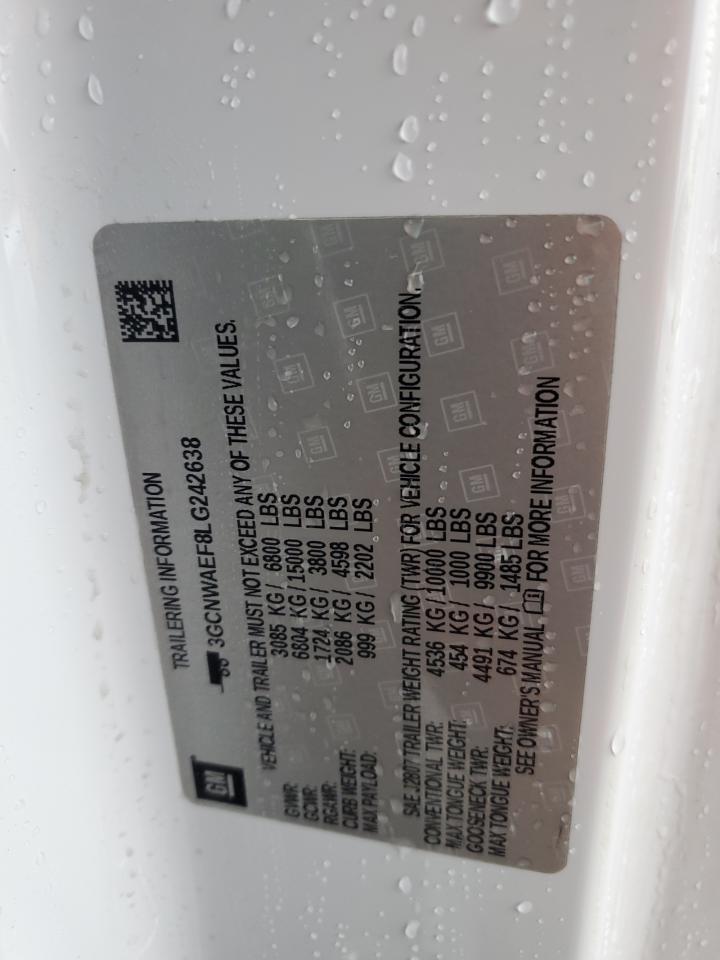 GM
TRAILERING INFORMATION
3GCNWAEF8LG242638
VEHICLE AND TRAILER MUST NOT EXCEED ANY OF THESE VALUES.
GVWR: 3085 KG/ 6800 LBS
GCWR: 6804 KG/15000 LBS
RGAWR: 1724 KG/ 3800 LBS
CURB WEIGHT: 2086 KG/ 4598 LBS
MAX PAYLOAD: 999 KG/ 2202 LBS
SAE J2807 TRAILER WEIGHT RATING (TWR) FOR VEHICLE CONFIGURATION.
CONVENTIONAL TWR: 4536 KG/10000 LBS
MAX TONGUE WEIGHT: 454 KG/ 1000 LBS
GOOSENECK TWR: 4491 KG/ 9900 LBS
MAX TONGUE WEIGHT: 674 KG/ 1485 LBS
SEE OWNER'S MANUAL FOR MORE INFORMATION